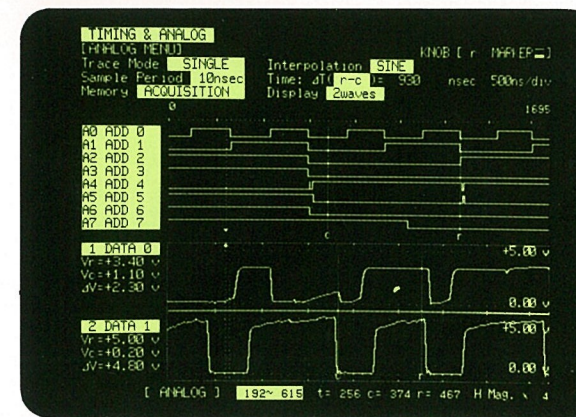 TIMING & ANALOG
[ANALOG MENU] KNOB [ r MARKER ]
Trace Mode SINGLE Interpolation SINE
Sample Period 10nsec Time: ΔT( r-c )= 930 nsec 500ns/div
Memory ACQUISITION Display 2waves
0 1695
A0 ADD 0
A1 ADD 1
A2 ADD 2
A3 ADD 3
A4 ADD 4
A5 ADD 5
A6 ADD 6
A7 ADD 7
c r
1 DATA 0 +5.00 v
Vr=+3.40 v
Vc=+1.10 v
ΔV=+2.30 v 0.00 v
2 DATA 1 +5.00 v
Vr=+5.00 v
Vc=+0.20 v
ΔV=+4.80 v 0.00 v
[ ANALOG ] 192~ 615 t= 256 c= 374 r= 467 H Mag. x 4